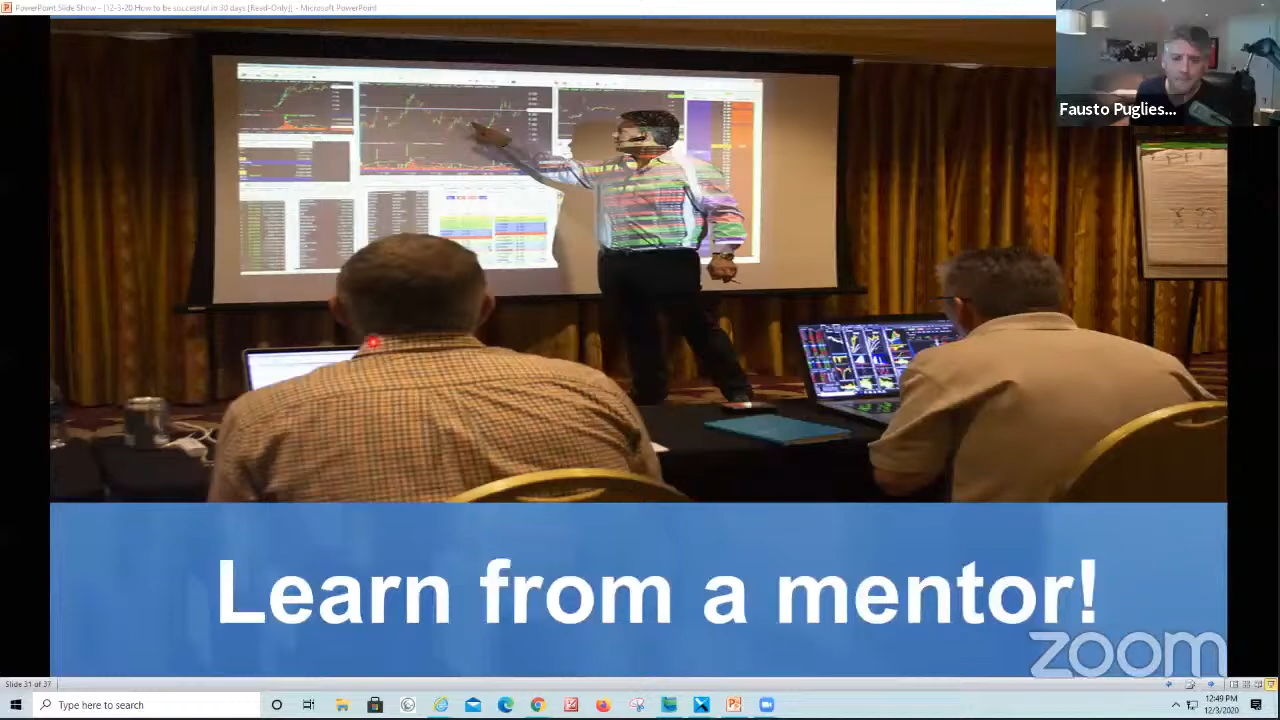 PowerPoint Slide Show - [12-3-20 How to be successful in 30 days [Read-Only]] - Microsoft PowerPoint
Fausto Puglies...
Learn from a mentor!
zoom
Slide 31 of 37
Type here to search
12:49 PM
12/3/2020